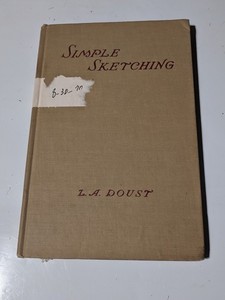 SIMPLE
SKETCHING
L. A. DOUST